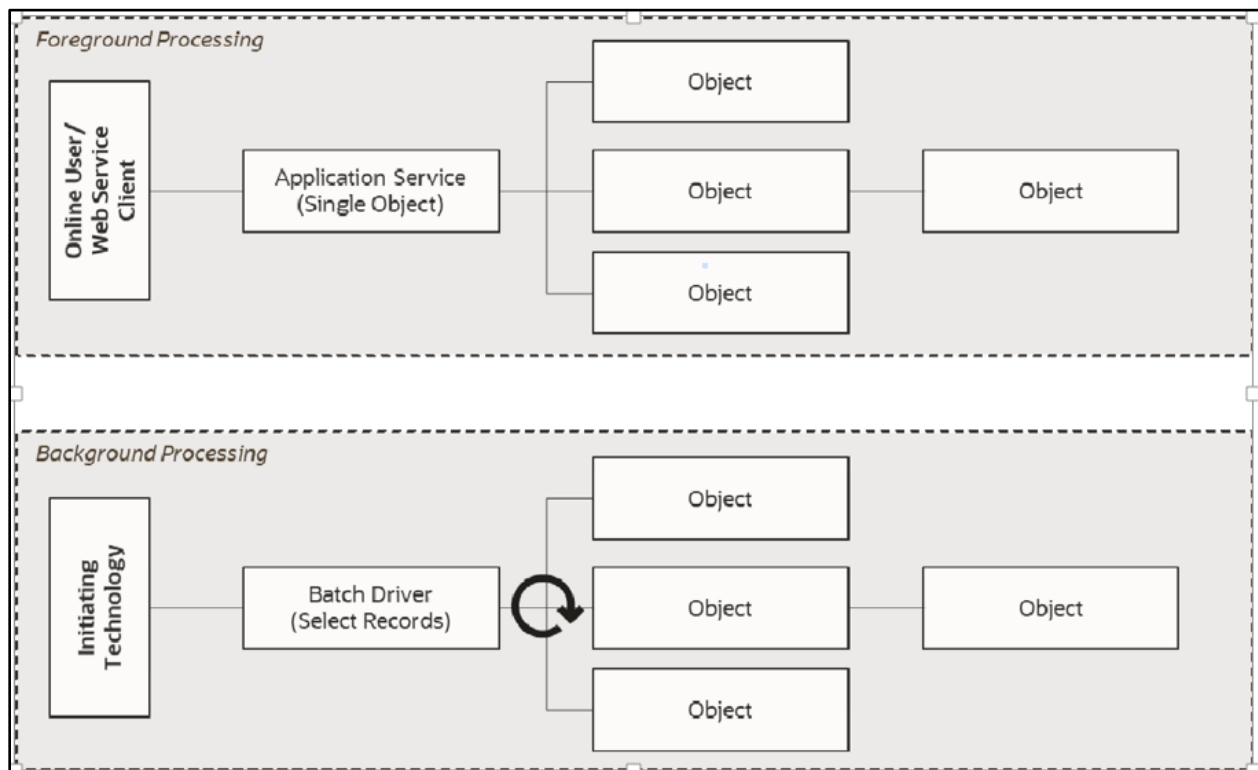 Foreground Processing
Online User/
Web Service
Client
Application Service
(Single Object)
Object
Object
Object
Object
Background Processing
Initiating
Technology
Batch Driver
(Select Records)
Object
Object
Object
Object